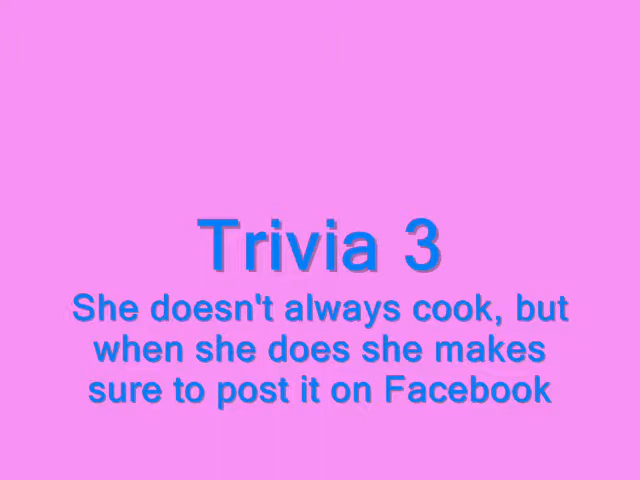 Trivia 3
She doesn't always cook, but
when she does she makes
sure to post it on Facebook